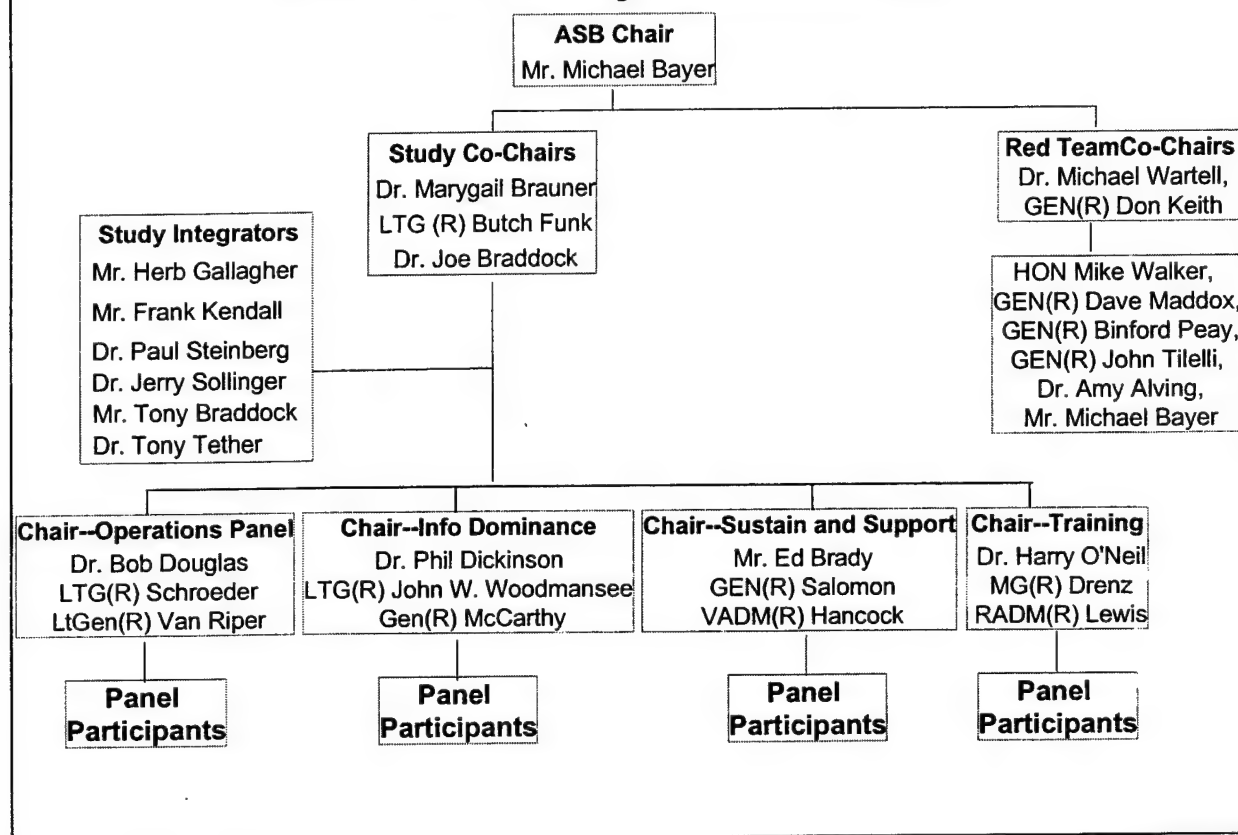 ASB Chair
Mr. Michael Bayer
Study Co-Chairs
Dr. Marygail Brauner
LTG (R) Butch Funk
Dr. Joe Braddock
Red TeamCo-Chairs
Dr. Michael Wartell,
GEN(R) Don Keith
Study Integrators
Mr. Herb Gallagher
Mr. Frank Kendall
Dr. Paul Steinberg
Dr. Jerry Sollinger
Mr. Tony Braddock
Dr. Tony Tether
HON Mike Walker,
GEN(R) Dave Maddox,
GEN(R) Binford Peay,
GEN(R) John Tilelli,
Dr. Amy Alving,
Mr. Michael Bayer
Chair--Operations Panel
Dr. Bob Douglas
LTG(R) Schroeder
LtGen(R) Van Riper
Chair--Info Dominance
Dr. Phil Dickinson
LTG(R) John W. Woodmansee
Gen(R) McCarthy
Chair--Sustain and Support
Mr. Ed Brady
GEN(R) Salomon
VADM(R) Hancock
Chair--Training
Dr. Harry O'Neil
MG(R) Drenz
RADM(R) Lewis
Panel
Participants
Panel
Participants
Panel
Participants
Panel
Participants